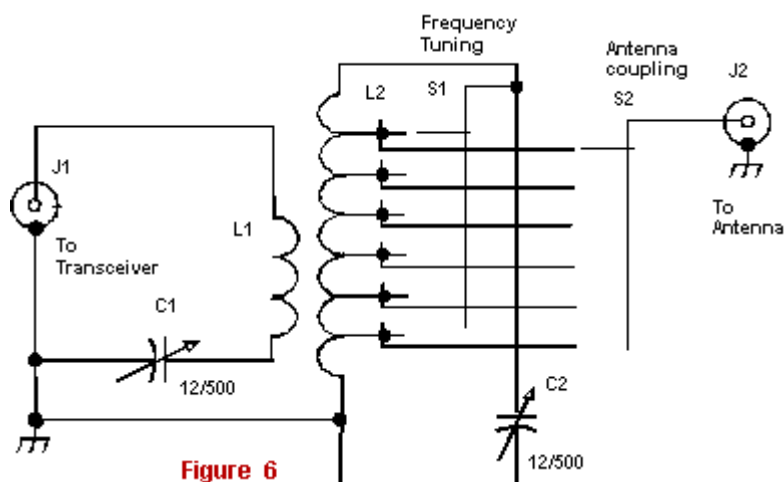 Frequency
Tuning
Antenna
coupling
J2
L2
S1
S2
J1
To
Transceiver
L1
To
Antenna
C1
12/500
C2
12/500
Figure 6